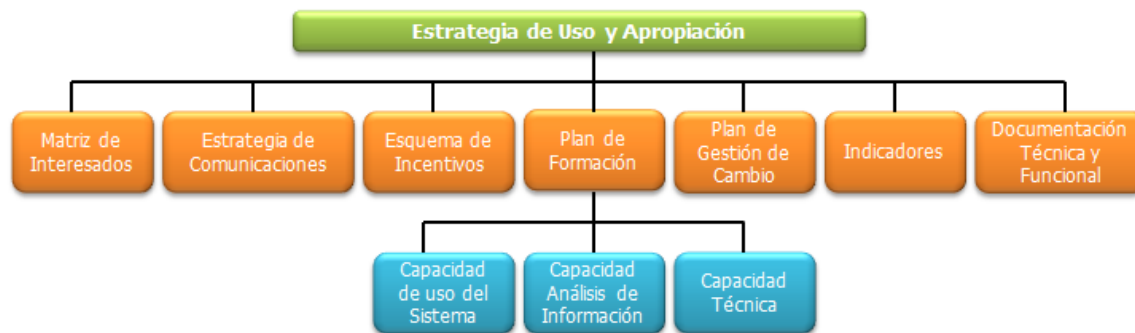 Estrategia de Uso y Apropiación
Matriz de
Interesados
Estrategia de
Comunicaciones
Esquema de
Incentivos
Plan de
Formación
Plan de
Gestión de
Cambio
Indicadores
Documentación
Técnica y
Funcional
Capacidad
de uso del
Sistema
Capacidad
Análisis de
Información
Capacidad
Técnica